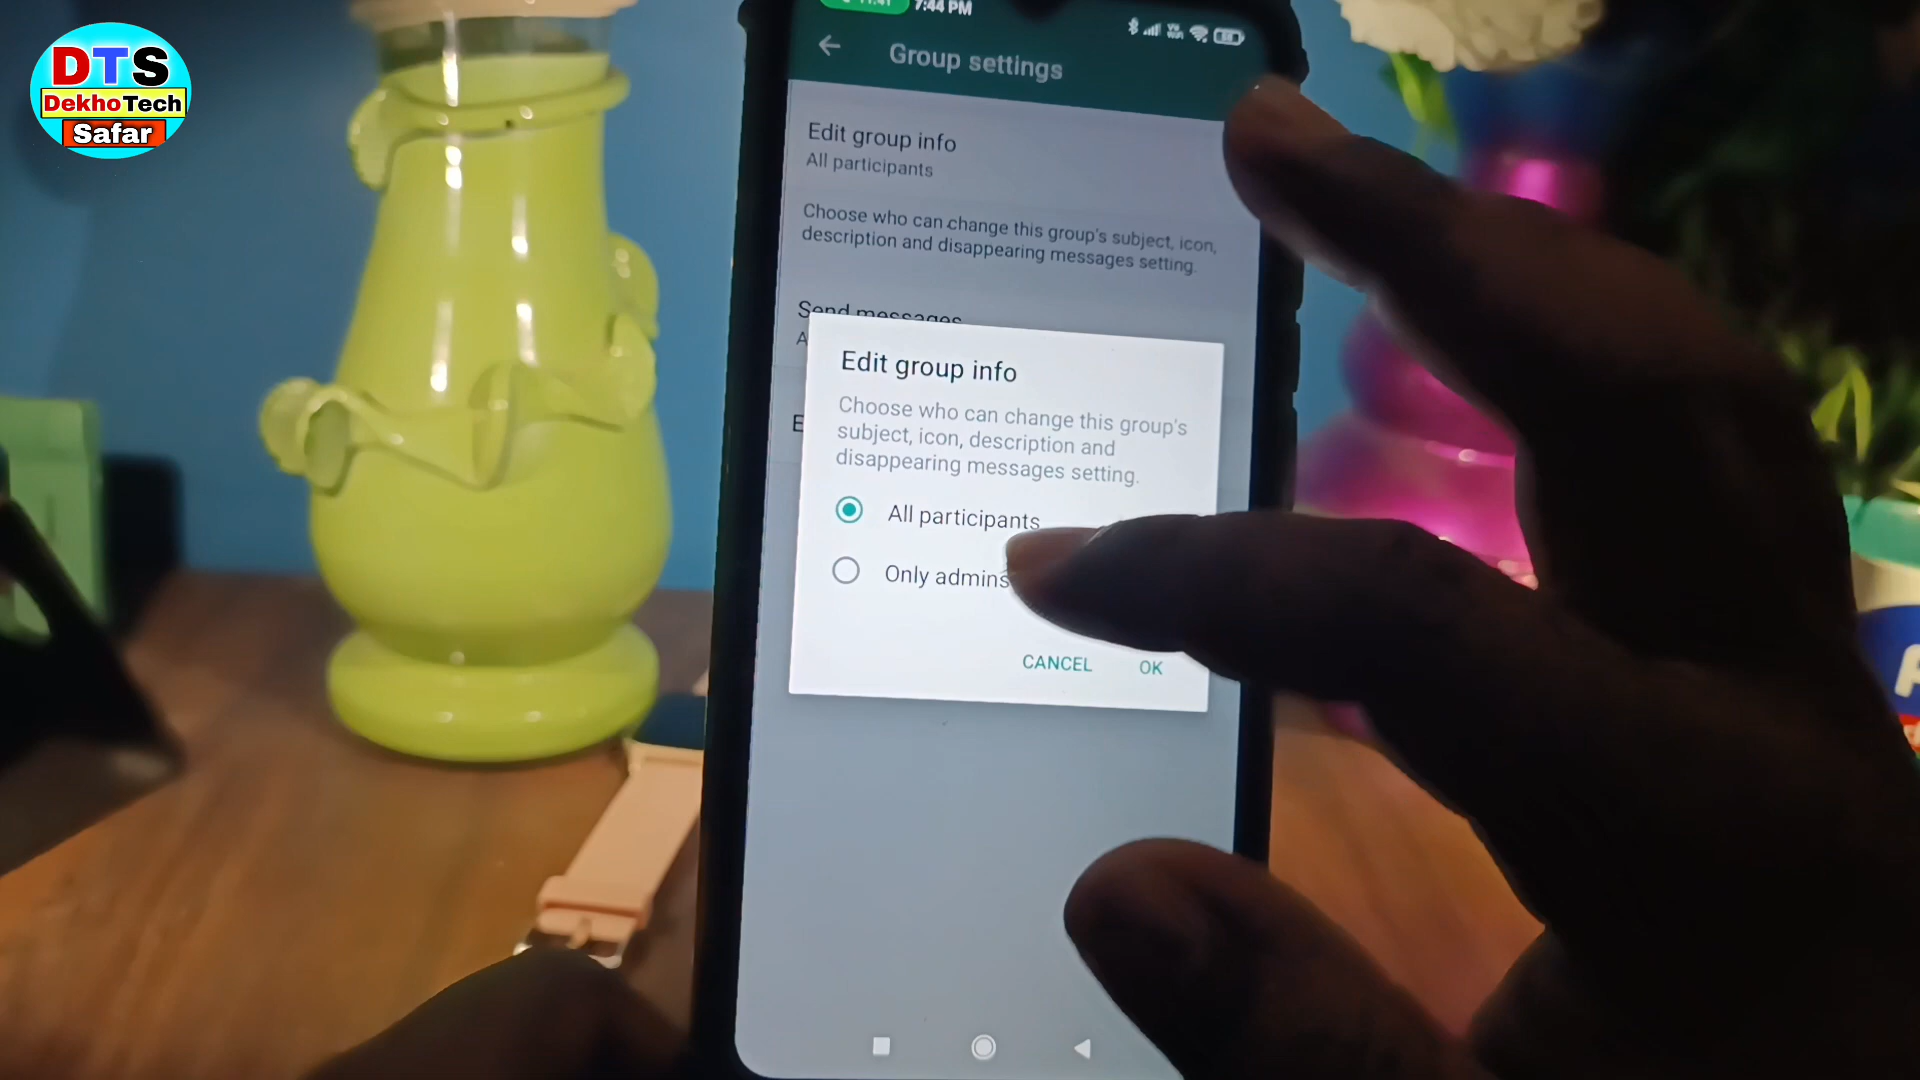 DTS
DekhoTech
Safar
7:44 PM
Group settings
Edit group info
All participants
Choose who can change this group's subject, icon,
description and disappearing messages setting.
Send messages
A
E
Edit group info
Choose who can change this group's
subject, icon, description and
disappearing messages setting.
All participants
Only admins
CANCEL
OK